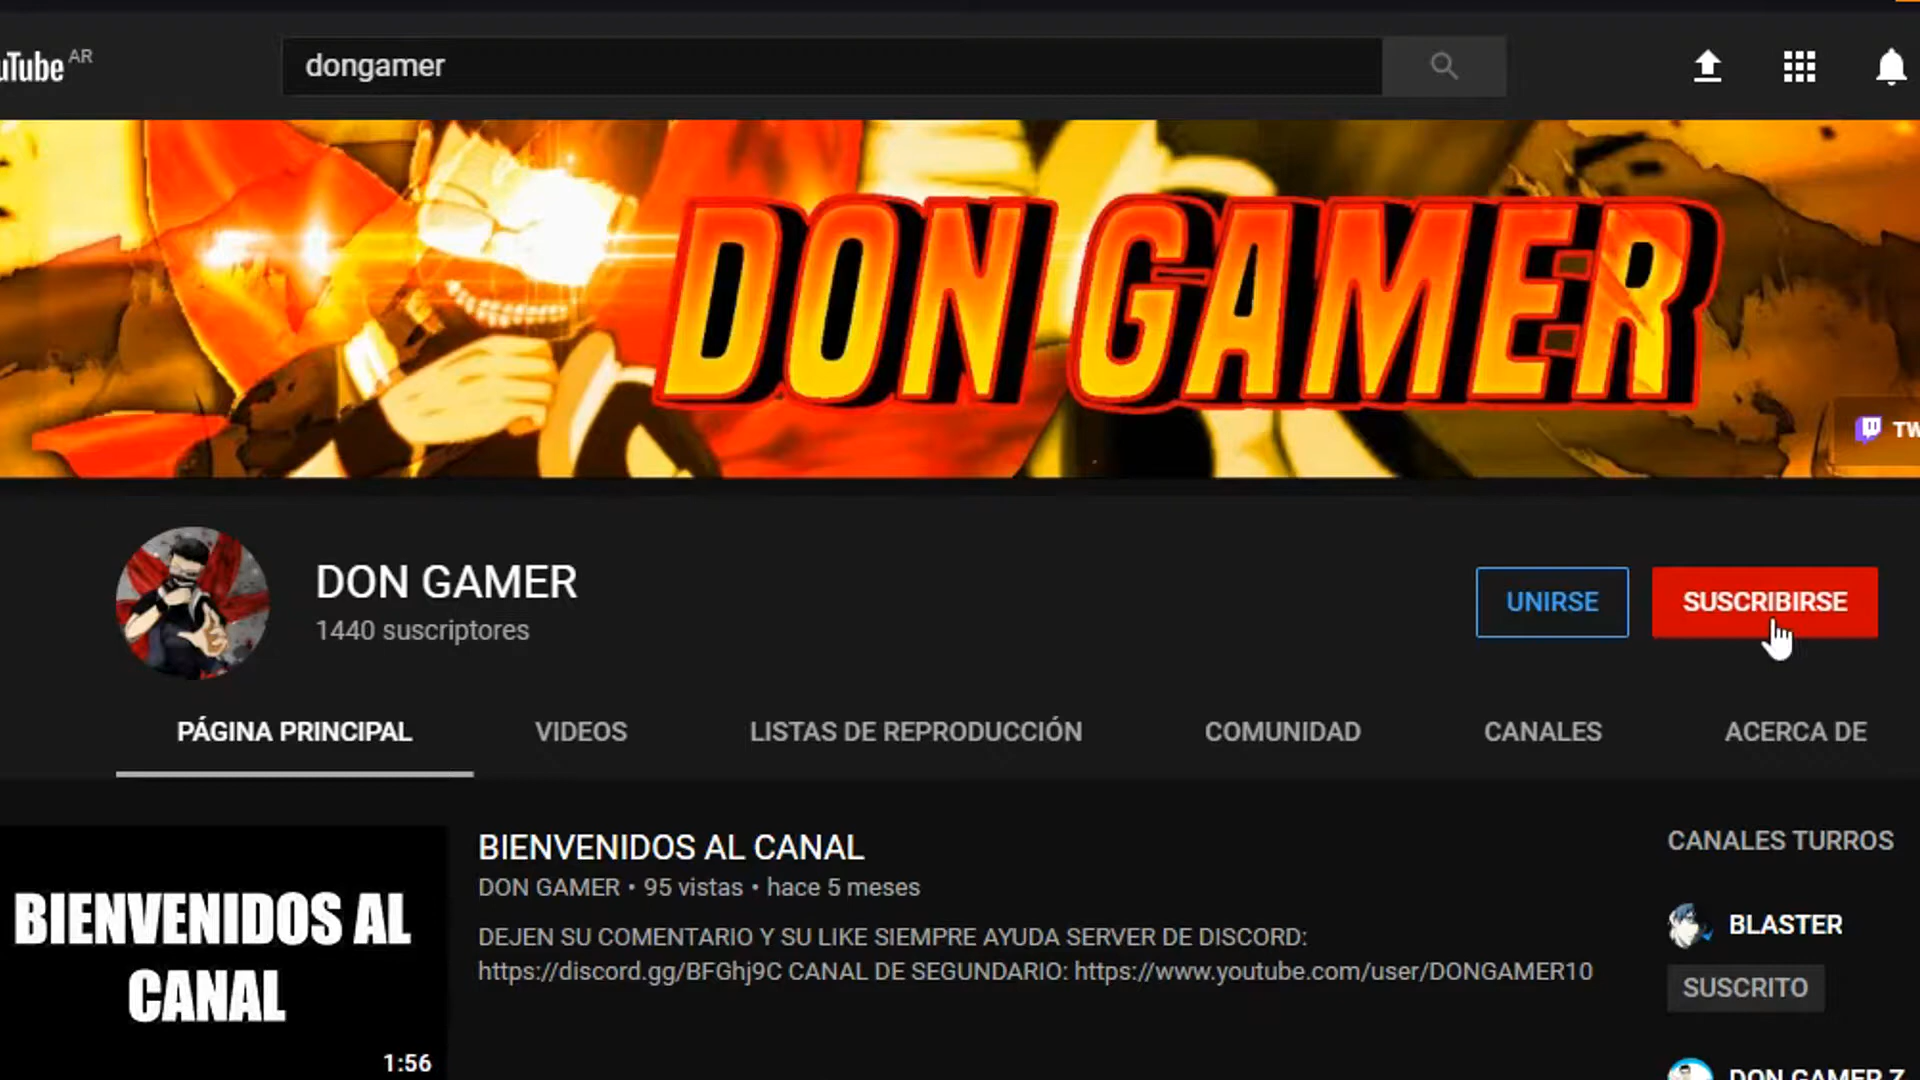 uTube AR
dongamer
DON GAMER
TW
DON GAMER
1440 suscriptores
UNIRSE
SUSCRIBIRSE
PÁGINA PRINCIPAL
VIDEOS
LISTAS DE REPRODUCCIÓN
COMUNIDAD
CANALES
ACERCA DE
BIENVENIDOS AL
CANAL
1:56
BIENVENIDOS AL CANAL
DON GAMER • 95 vistas • hace 5 meses
DEJEN SU COMENTARIO Y SU LIKE SIEMPRE AYUDA SERVER DE DISCORD:
https://discord.gg/BFGhj9C CANAL DE SEGUNDARIO: https://www.youtube.com/user/DONGAMER10
CANALES TURROS
BLASTER
SUSCRITO
DON GAMER Z